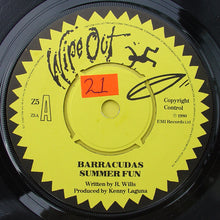 Wipe Out
21
Z5
A
Z5A
Copyright
Control
℗ 1980
EMI Records Ltd
BARRACUDAS
SUMMER FUN
Written by R. Wills
Produced by Kenny Laguna